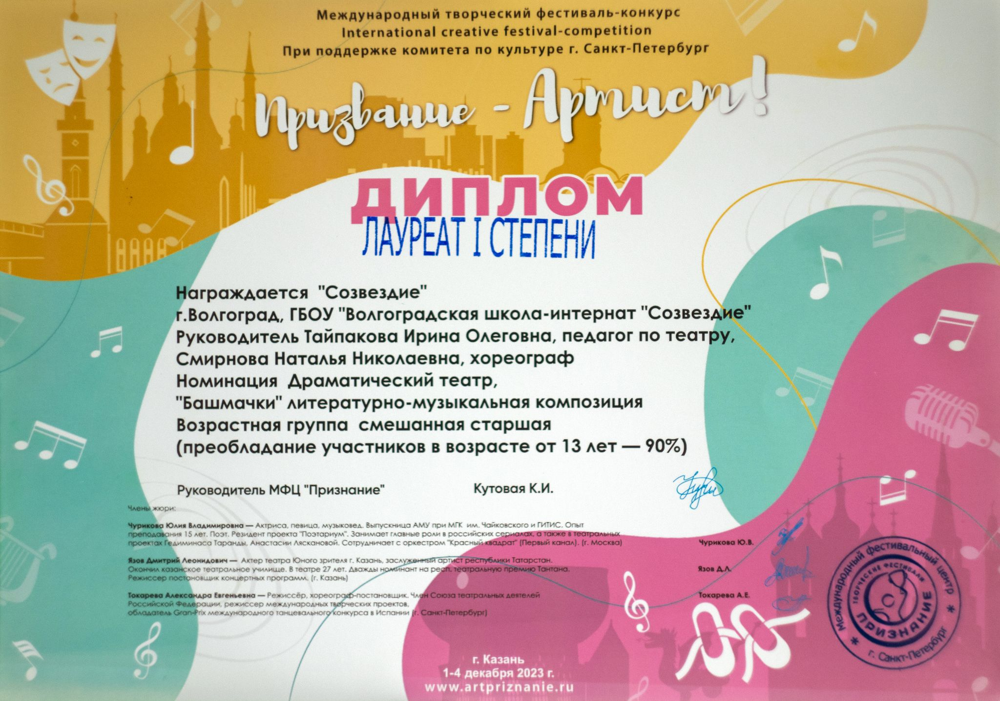 Международный творческий фестиваль-конкурс
International creative festival-competition
При поддержке комитета по культуре г. Санкт-Петербург
Призвание - Артист!
ДИПЛОМ
ЛАУРЕАТ I СТЕПЕНИ
Награждается "Созвездие"
г.Волгоград, ГБОУ "Волгоградская школа-интернат "Созвездие"
Руководитель Тайпакова Ирина Олеговна, педагог по театру,
Смирнова Наталья Николаевна, хореограф
Номинация Драматический театр,
"Башмачки" литературно-музыкальная композиция
Возрастная группа смешанная старшая
(преобладание участников в возрасте от 13 лет — 90%)
Руководитель МФЦ "Признание" Кутовая К.И.
Члены жюри:
Чурикова Юлия Владимировна — Актриса, певица, музыковед. Выпускница АМУ при МГК им. Чайковского и ГИТИС. Опыт
преподавания 15 лет. Поэт. Резидент проекта "Поэтариум". Занимает главные роли в российских сериалах, а также в театральных
проектах Гедиминаса Таранды, Анастасии Ляскановой. Сотрудничает с оркестром "Красный квадрат" (Первый канал). (г. Москва) Чурикова Ю.В.
Язов Дмитрий Леонидович — Актер театра Юного зрителя г. Казань, заслуженный артист республики Татарстан.
Окончил казанское театральное училище. В театре 27 лет. Дважды номинант на респ. театральную премию Тантана. Язов Д.Л.
Режиссер постановщик концертных программ. (г. Казань)
Токарева Александра Евгеньевна — Режиссёр, хореограф-постановщик. Член Союза театральных деятелей Токарева А.Е.
Российской Федерации, режиссер международных творческих проектов,
обладатель Gran-Prix международного танцевального конкурса в Испании (г. Санкт-Петербург)
Международный фестивальный центр
ТВОРЧЕСКИЕ ФЕСТИВАЛИ
ПРИЗНАНИЕ
* г. Санкт-Петербург *
г. Казань
1-4 декабря 2023 г.
www.artpriznanie.ru